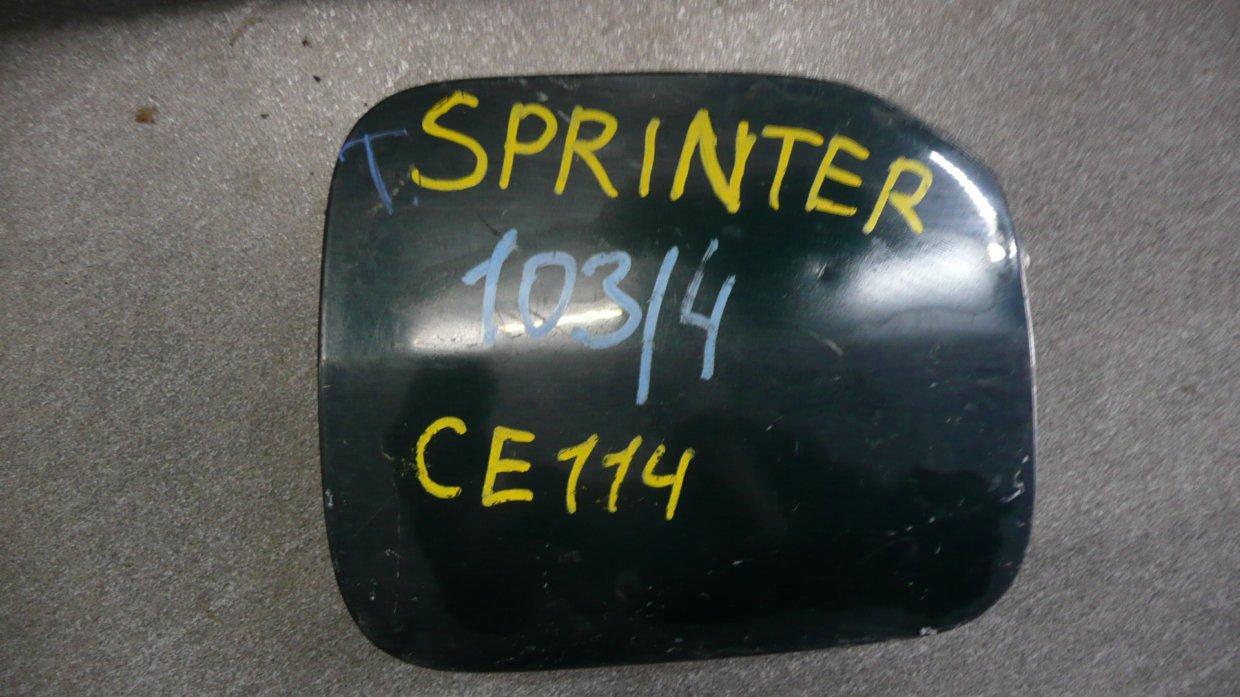 T. SPRINTER
103/4
CE114